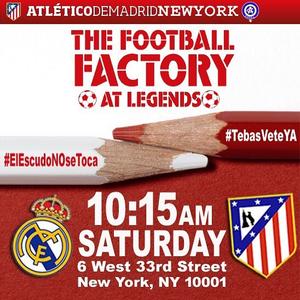 ATLÉTICODEMADRIDNEWYORK
THE FOOTBALL
FACTORY
AT LEGENDS
#TebasVeteYA
#ElEscudoNOseToca
10:15AM
SATURDAY
6 West 33rd Street
New York, NY 10001